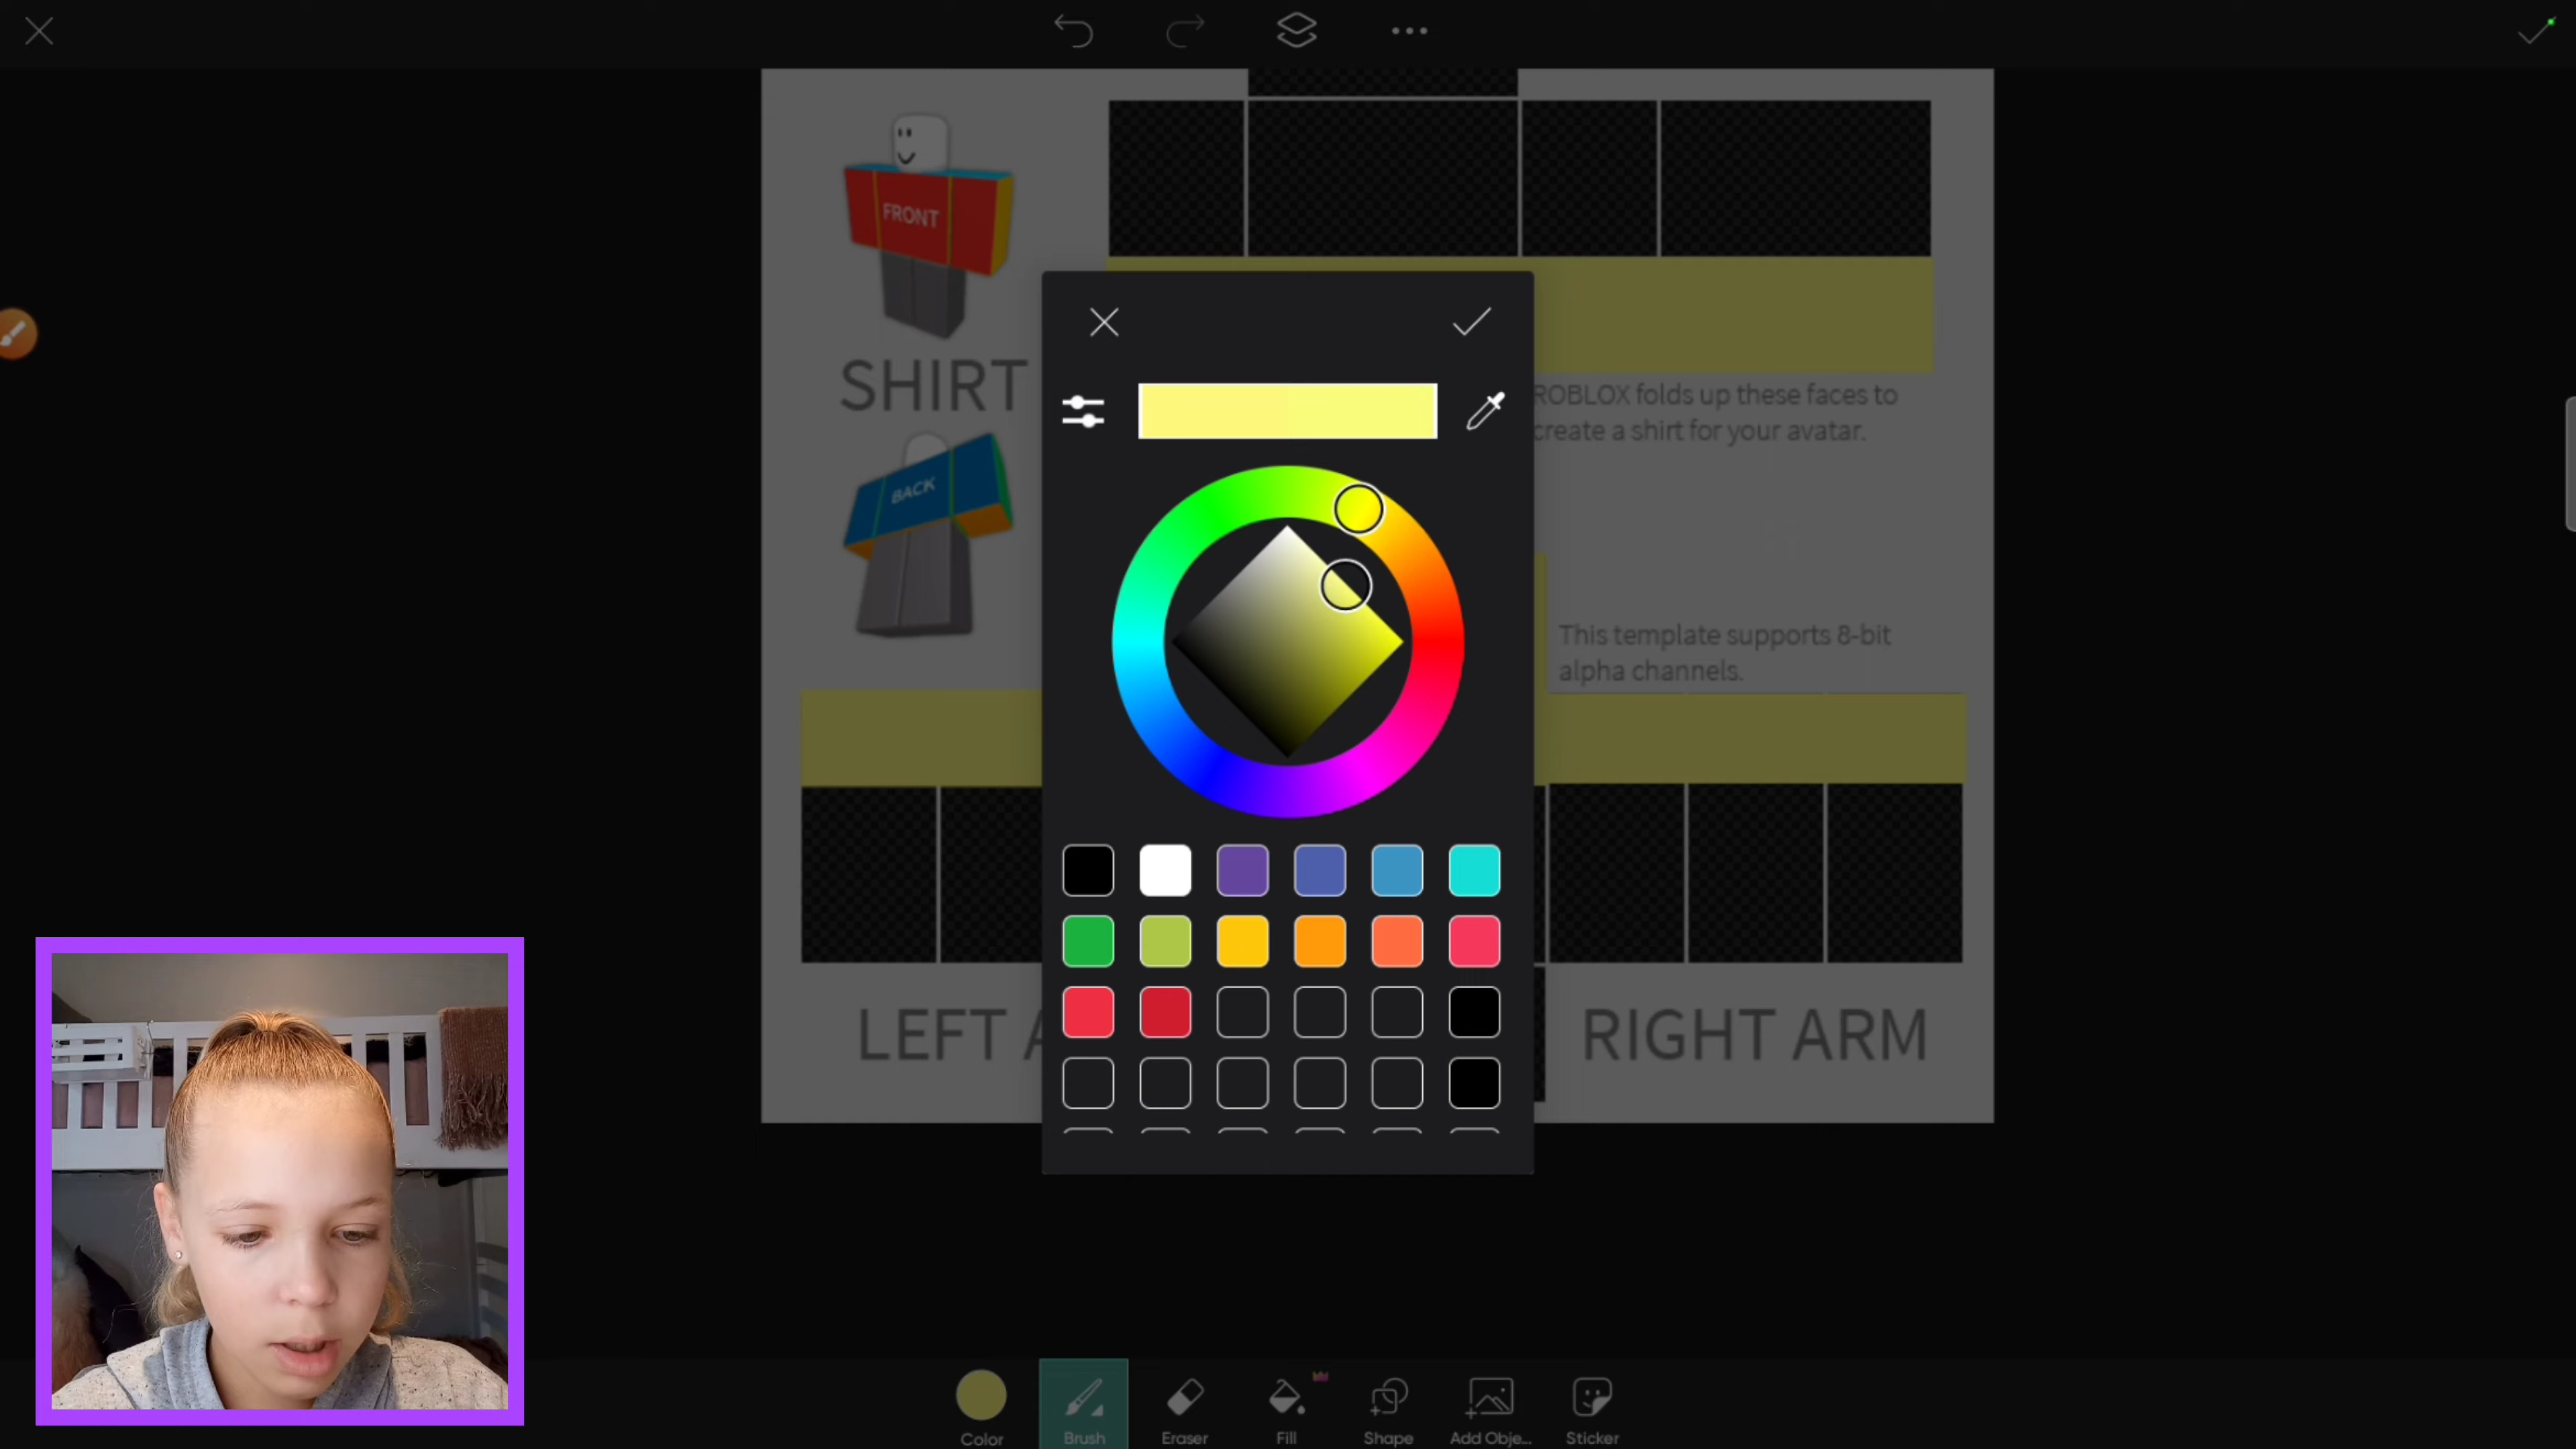 FRONT
SHIRT
ROBLOX folds up these faces to
create a shirt for your avatar.
BACK
This template supports 8-bit
alpha channels.
LEFT A
RIGHT ARM
Color
Brush
Eraser
Fill
Shape
Add Obje...
Sticker